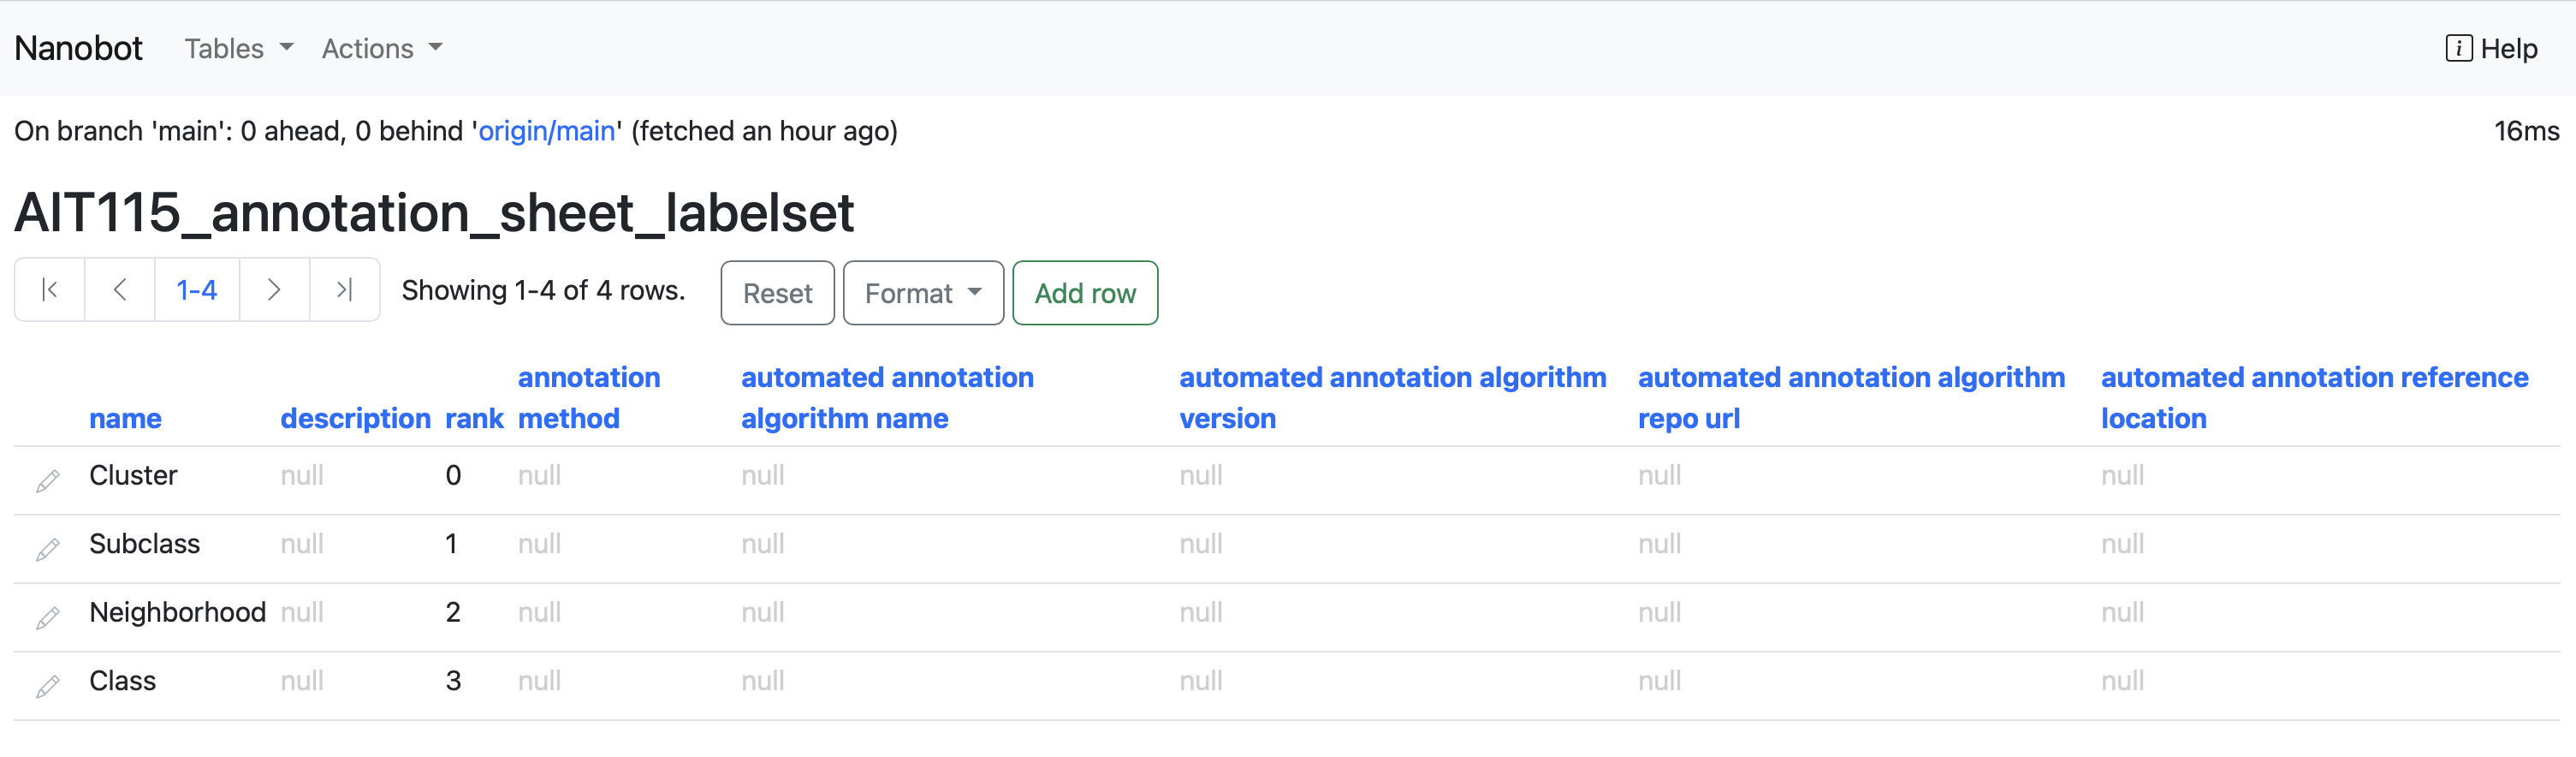 Nanobot Tables Actions Help
On branch 'main': 0 ahead, 0 behind 'origin/main' (fetched an hour ago) 16ms
AIT115_annotation_sheet_labelset
1-4 Showing 1-4 of 4 rows. Reset Format Add row
name description rank annotation method automated annotation algorithm name automated annotation algorithm version automated annotation algorithm repo url automated annotation reference location
Cluster null 0 null null null null null
Subclass null 1 null null null null null
Neighborhood null 2 null null null null null
Class null 3 null null null null null